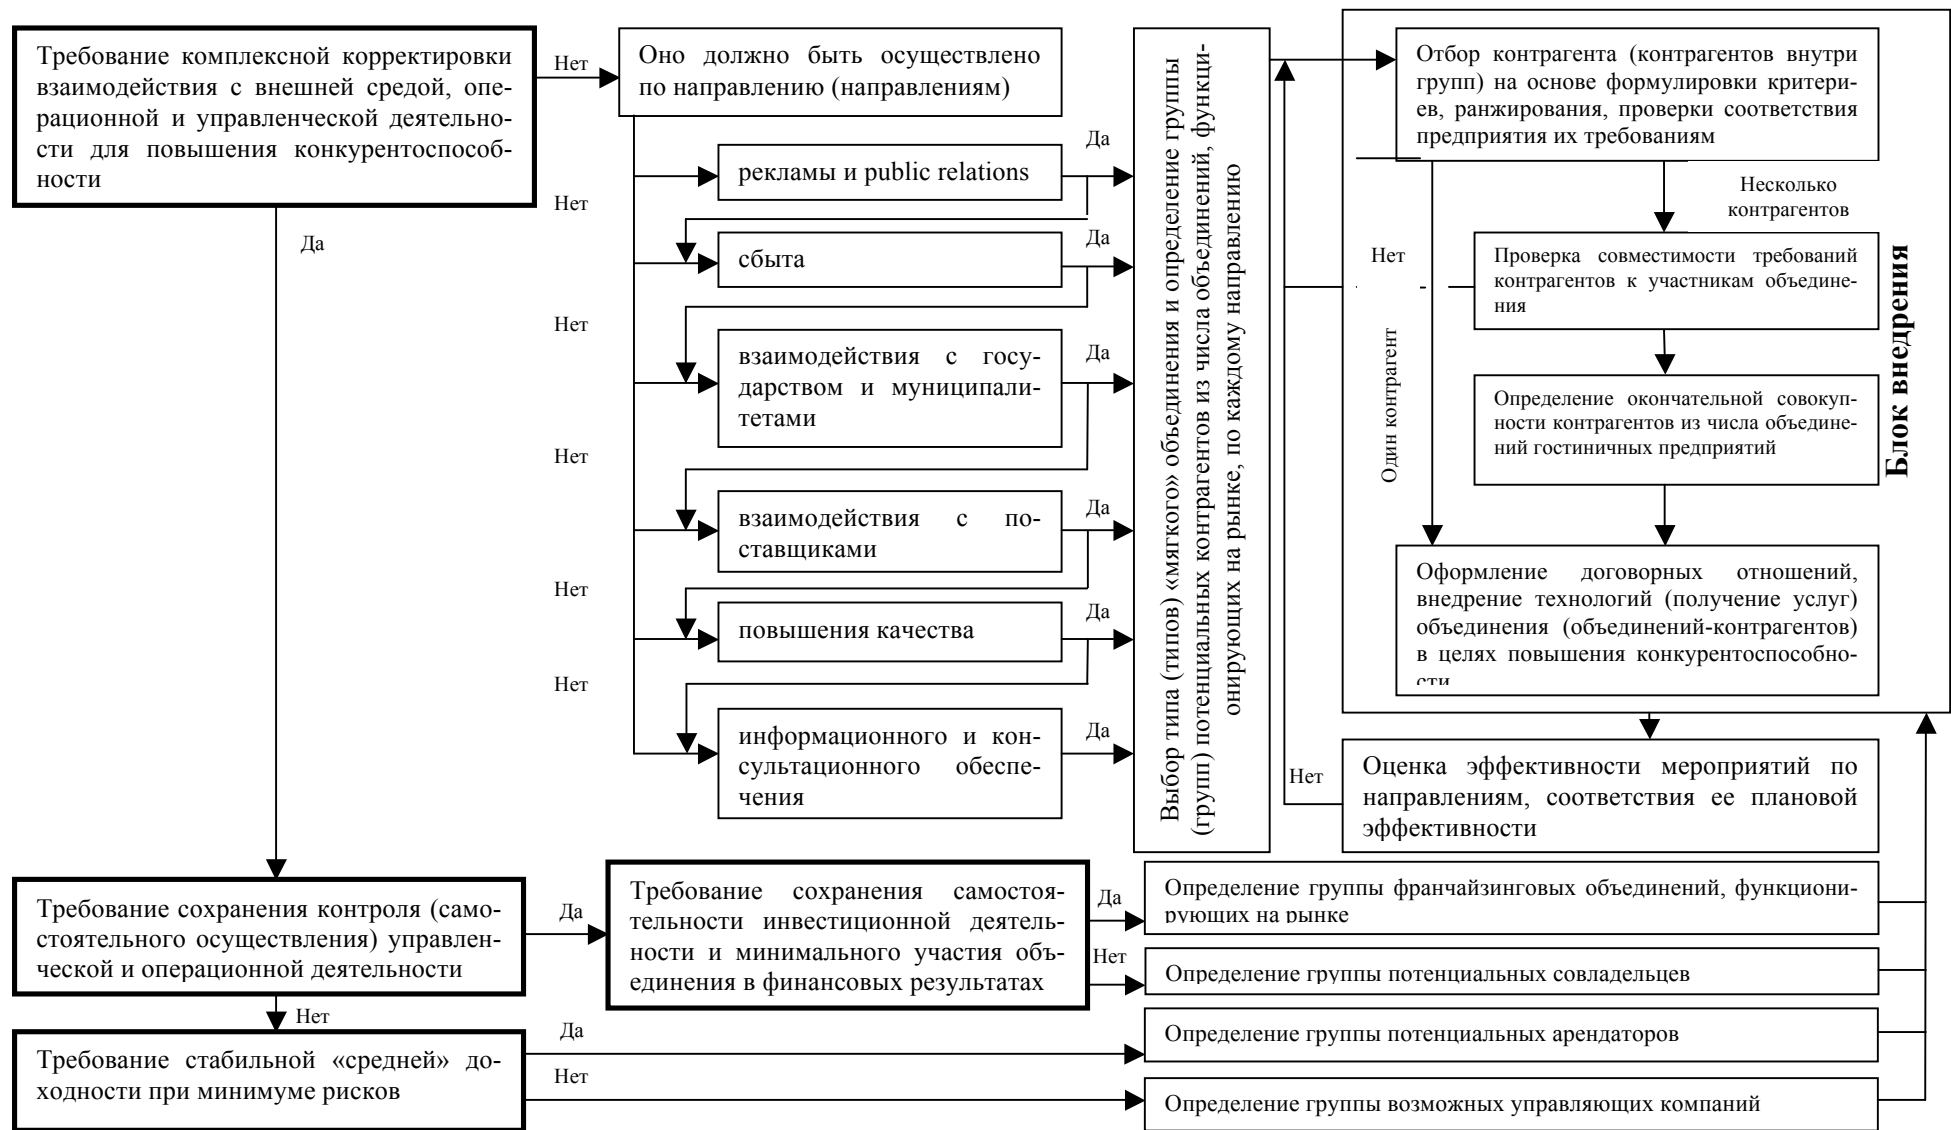 Требование комплексной корректировки
взаимодействия с внешней средой, опе-
рационной и управленческой деятельно-
сти для повышения конкурентоспособ-
ности
Нет
Да
Оно должно быть осуществлено
по направлению (направлениям)
Да
рекламы и public relations
Нет
Да
сбыта
Нет
Да
взаимодействия с госу-
дарством и муниципали-
тетами
Нет
Да
взаимодействия с по-
ставщиками
Нет
Да
повышения качества
Нет
Да
информационного и кон-
сультационного обеспе-
чения
Выбор типа (типов) «мягкого» объединения и определение группы
(групп) потенциальных контрагентов из числа объединений, функци-
онирующих на рынке, по каждому направлению
Отбор контрагента (контрагентов внутри
групп) на основе формулировки критери-
ев, ранжирования, проверки соответствия
предприятия их требованиям
Несколько
контрагентов
Нет
Один контрагент
Проверка совместимости требований
контрагентов к участникам объедине-
ния
Определение окончательной совокуп-
ности контрагентов из числа объедине-
ний гостиничных предприятий
Блок внедрения
Оформление договорных отношений,
внедрение технологий (получение услуг)
объединения (объединений-контрагентов)
в целях повышения конкурентоспособно-
сти
Нет
Оценка эффективности мероприятий по
направлениям, соответствия ее плановой
эффективности
Требование сохранения контроля (само-
стоятельного осуществления) управлен-
ческой и операционной деятельности
Да
Нет
Требование сохранения самостоя-
тельности инвестиционной деятель-
ности и минимального участия объ-
единения в финансовых результатах
Да
Нет
Определение группы франчайзинговых объединений, функциони-
рующих на рынке
Определение группы потенциальных совладельцев
Требование стабильной «средней» до-
ходности при минимуме рисков
Да
Нет
Определение группы потенциальных арендаторов
Определение группы возможных управляющих компаний